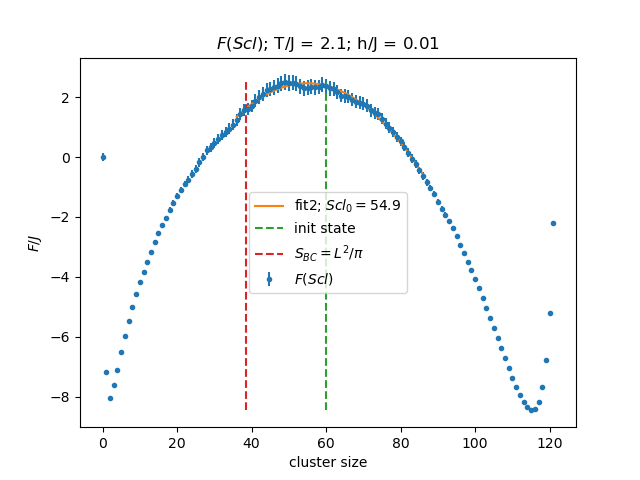 F(Scl); T/J = 2.1; h/J = 0.01
F/J
2
0
−2
−4
−6
−8
fit2; Scl₀ = 54.9
init state
S_BC = L²/π
F(Scl)
0 20 40 60 80 100 120
cluster size